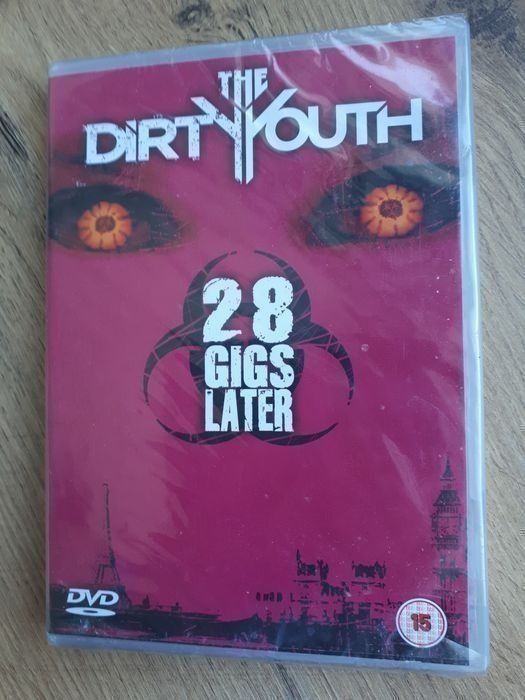 THE
DIRTY YOUTH
28
GIGS
LATER
DVD
15